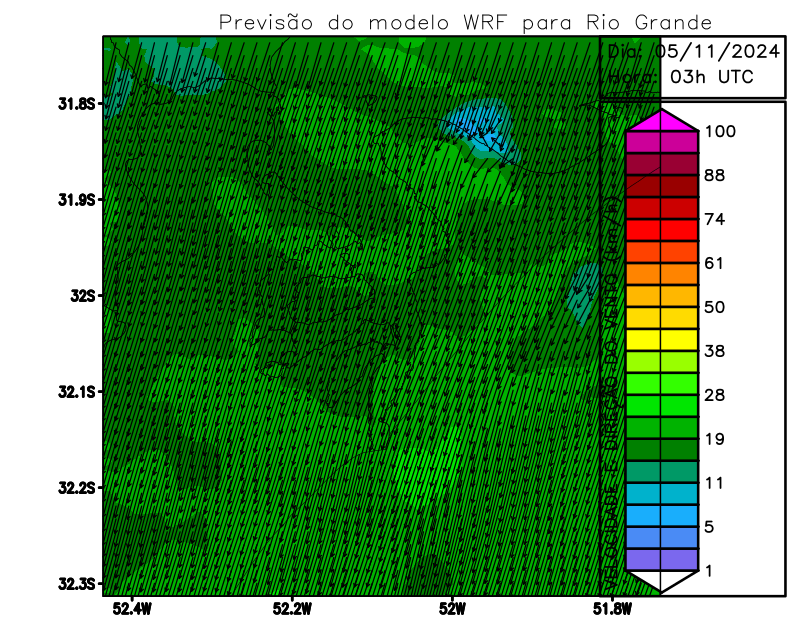 Previsão do modelo WRF para Rio Grande
Dia: 05/11/2024
Hora: 03h UTC
VELOCIDADE E DIREÇÃO DO VENTO (km/h)
100
88
74
61
50
38
28
19
11
5
1
31.8S
31.9S
32S
32.1S
32.2S
32.3S
52.4W 52.2W 52W 51.8W